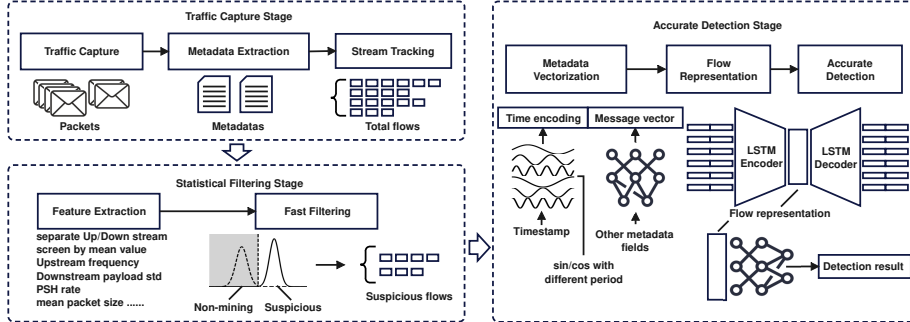 Traffic Capture Stage
Traffic Capture
Metadata Extraction
Stream Tracking
Packets
Metadatas
Total flows
Statistical Filtering Stage
Feature Extraction
Fast Filtering
separate Up/Down stream
screen by mean value
Upstream frequency
Downstream payload std
PSH rate
mean packet size ......
Non-mining
Suspicious
Suspicious flows
Accurate Detection Stage
Metadata
Vectorization
Flow
Representation
Accurate
Detection
Time encoding
Message vector
Timestamp
Other metadata
fields
sin/cos with
different period
LSTM
Encoder
LSTM
Decoder
Flow representation
Detection result